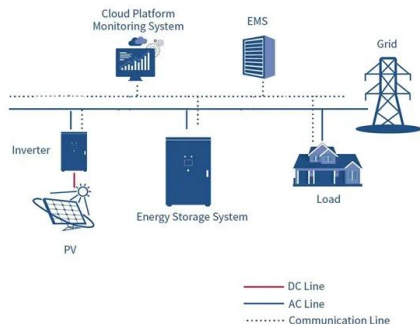 Cloud Platform
Monitoring System
EMS
Grid
Inverter
Energy Storage System
Load
PV
DC Line
AC Line
Communication Line